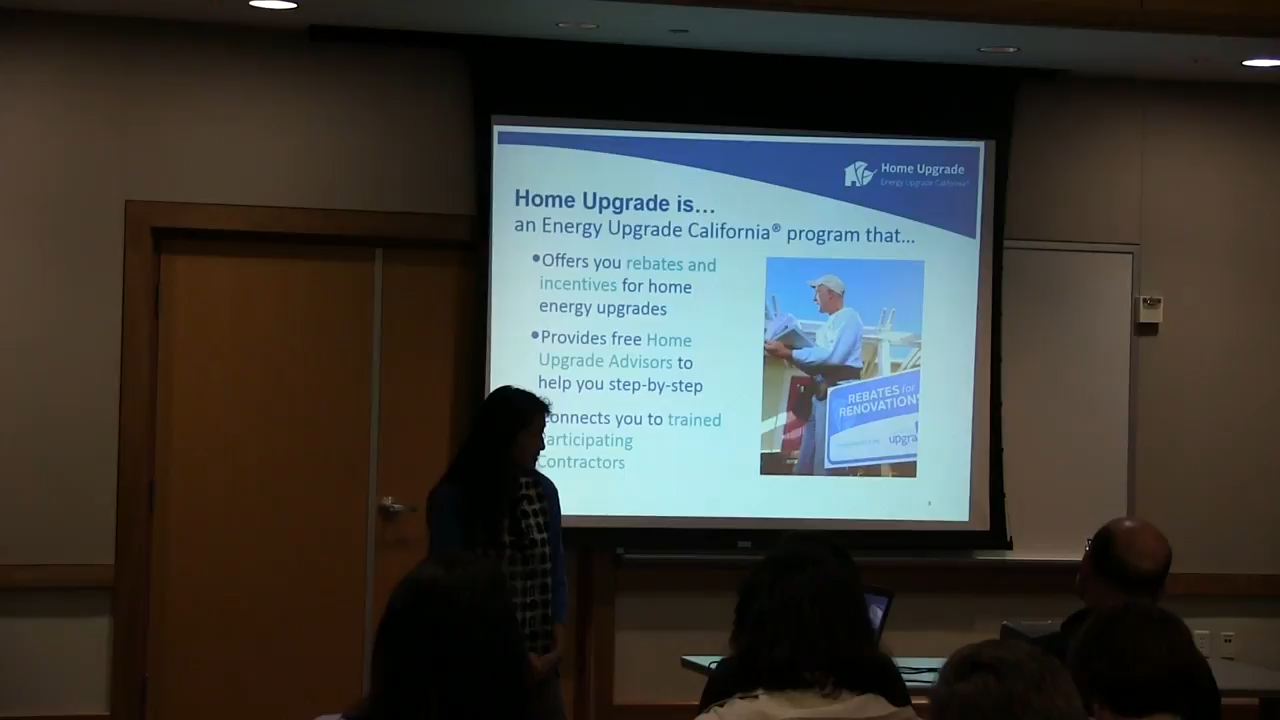 Home Upgrade
Energy Upgrade California®
Home Upgrade is...
an Energy Upgrade California® program that...
•Offers you rebates and
incentives for home
energy upgrades
•Provides free Home
Upgrade Advisors to
help you step-by-step
onnects you to trained
articipating
Contractors
REBATES for
RENOVATIONS
upgra